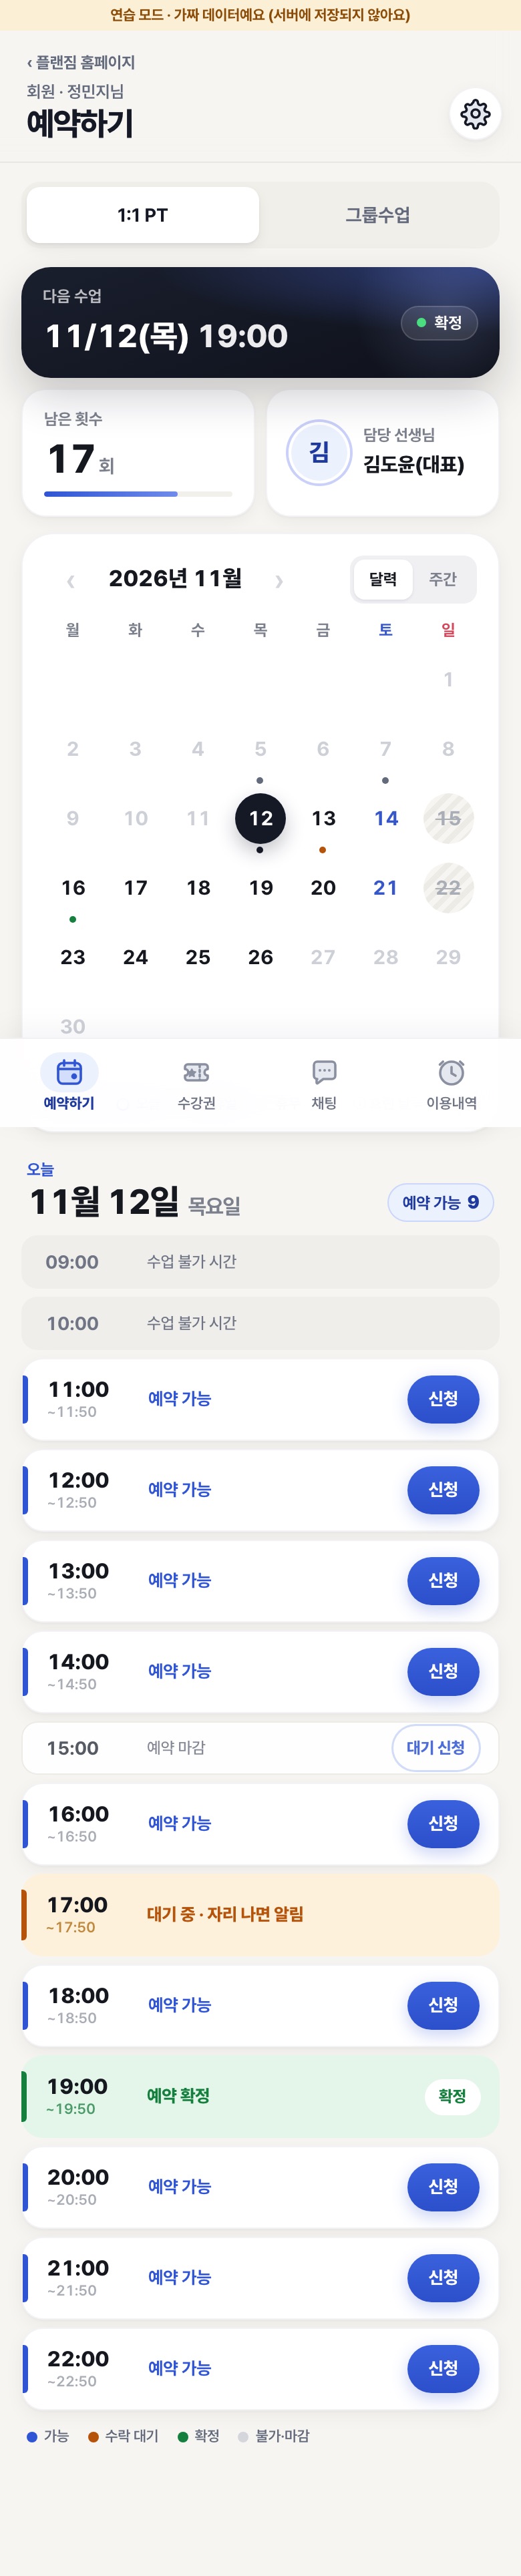 연습 모드 · 가짜 데이터예요 (서버에 저장되지 않아요)
‹ 플랜짐 홈페이지
회원 · 정민지님
예약하기
1:1 PT
그룹수업
다음 수업
11/12(목) 19:00
확정
남은 횟수
17회
김
담당 선생님
김도윤(대표)
‹ 2026년 11월 ›
달력
주간
월 화 수 목 금 토 일
1
2 3 4 5 6 7 8
9 10 11 12 13 14 15
16 17 18 19 20 21 22
23 24 25 26 27 28 29
30
예약하기
수강권
채팅
이용내역
오늘
11월 12일 목요일
예약 가능 9
09:00 수업 불가 시간
10:00 수업 불가 시간
11:00 예약 가능 신청
~11:50
12:00 예약 가능 신청
~12:50
13:00 예약 가능 신청
~13:50
14:00 예약 가능 신청
~14:50
15:00 예약 마감 대기 신청
16:00 예약 가능 신청
~16:50
17:00 대기 중 · 자리 나면 알림
~17:50
18:00 예약 가능 신청
~18:50
19:00 예약 확정 확정
~19:50
20:00 예약 가능 신청
~20:50
21:00 예약 가능 신청
~21:50
22:00 예약 가능 신청
~22:50
가능 수락 대기 확정 불가·마감